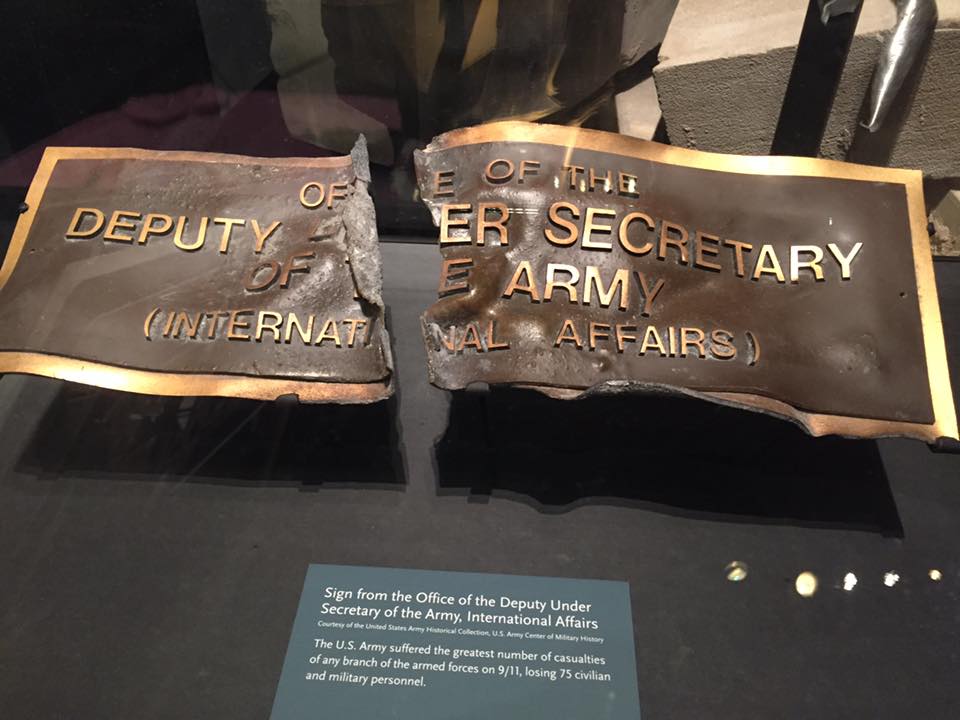 OF E OF THE
DEPUTY ER SECRETARY
OF E ARMY
(INTERNATI NAL AFFAIRS)
Sign from the Office of the Deputy Under
Secretary of the Army, International Affairs
Courtesy of the United States Army Historical Collection, U.S. Army Center of Military History
The U.S. Army suffered the greatest number of casualties
of any branch of the armed forces on 9/11, losing 75 civilian
and military personnel.